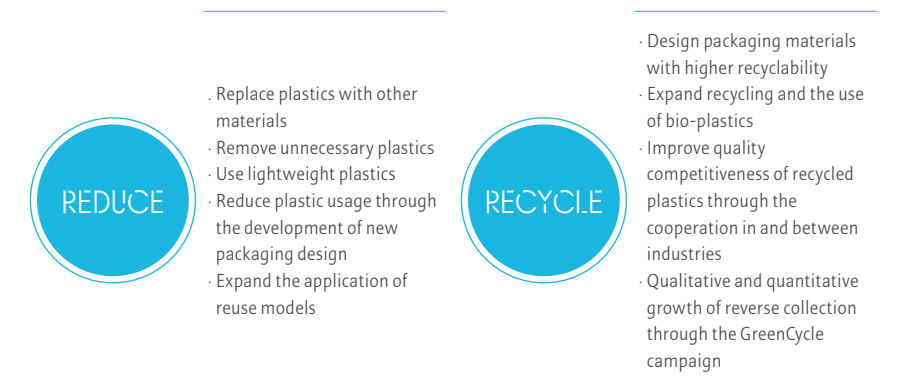 REDUCE
. Replace plastics with other
materials
· Remove unnecessary plastics
· Use lightweight plastics
· Reduce plastic usage through
the development of new
packaging design
· Expand the application of
reuse models
RECYCLE
· Design packaging materials
with higher recyclability
· Expand recycling and the use
of bio-plastics
· Improve quality
competitiveness of recycled
plastics through the
cooperation in and between
industries
· Qualitative and quantitative
growth of reverse collection
through the GreenCycle
campaign